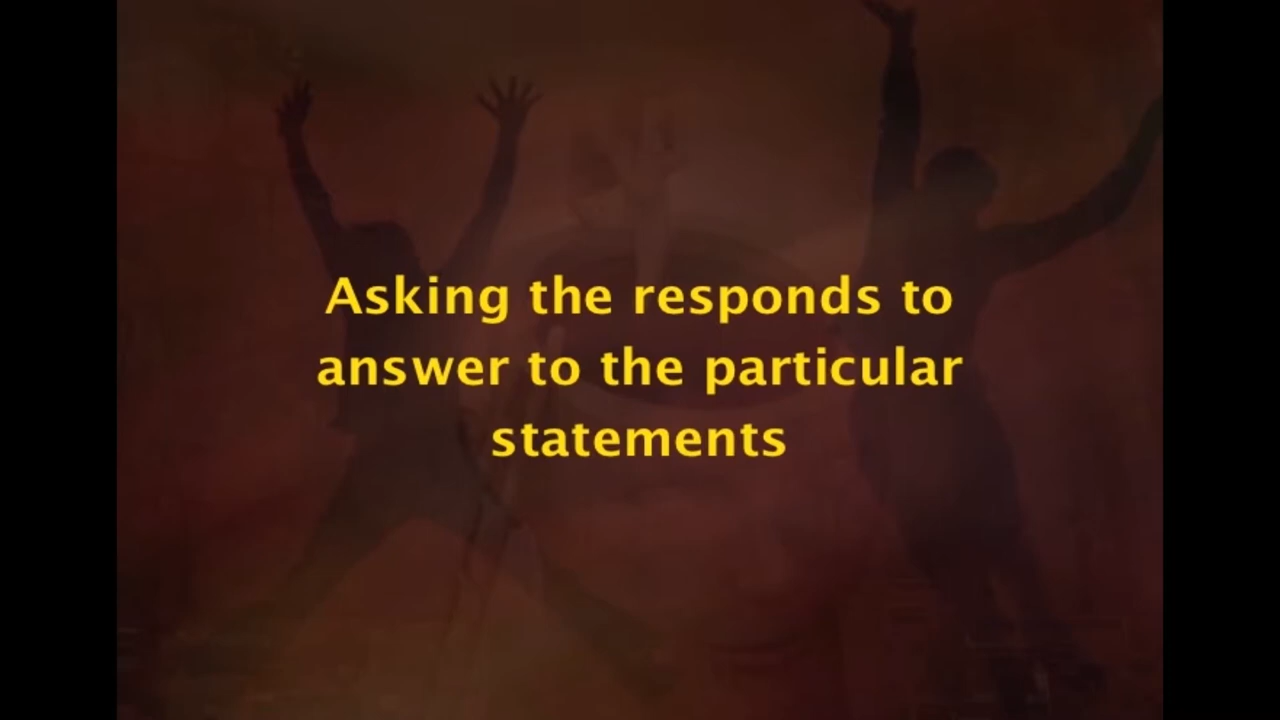 Asking the responds to
answer to the particular
statements